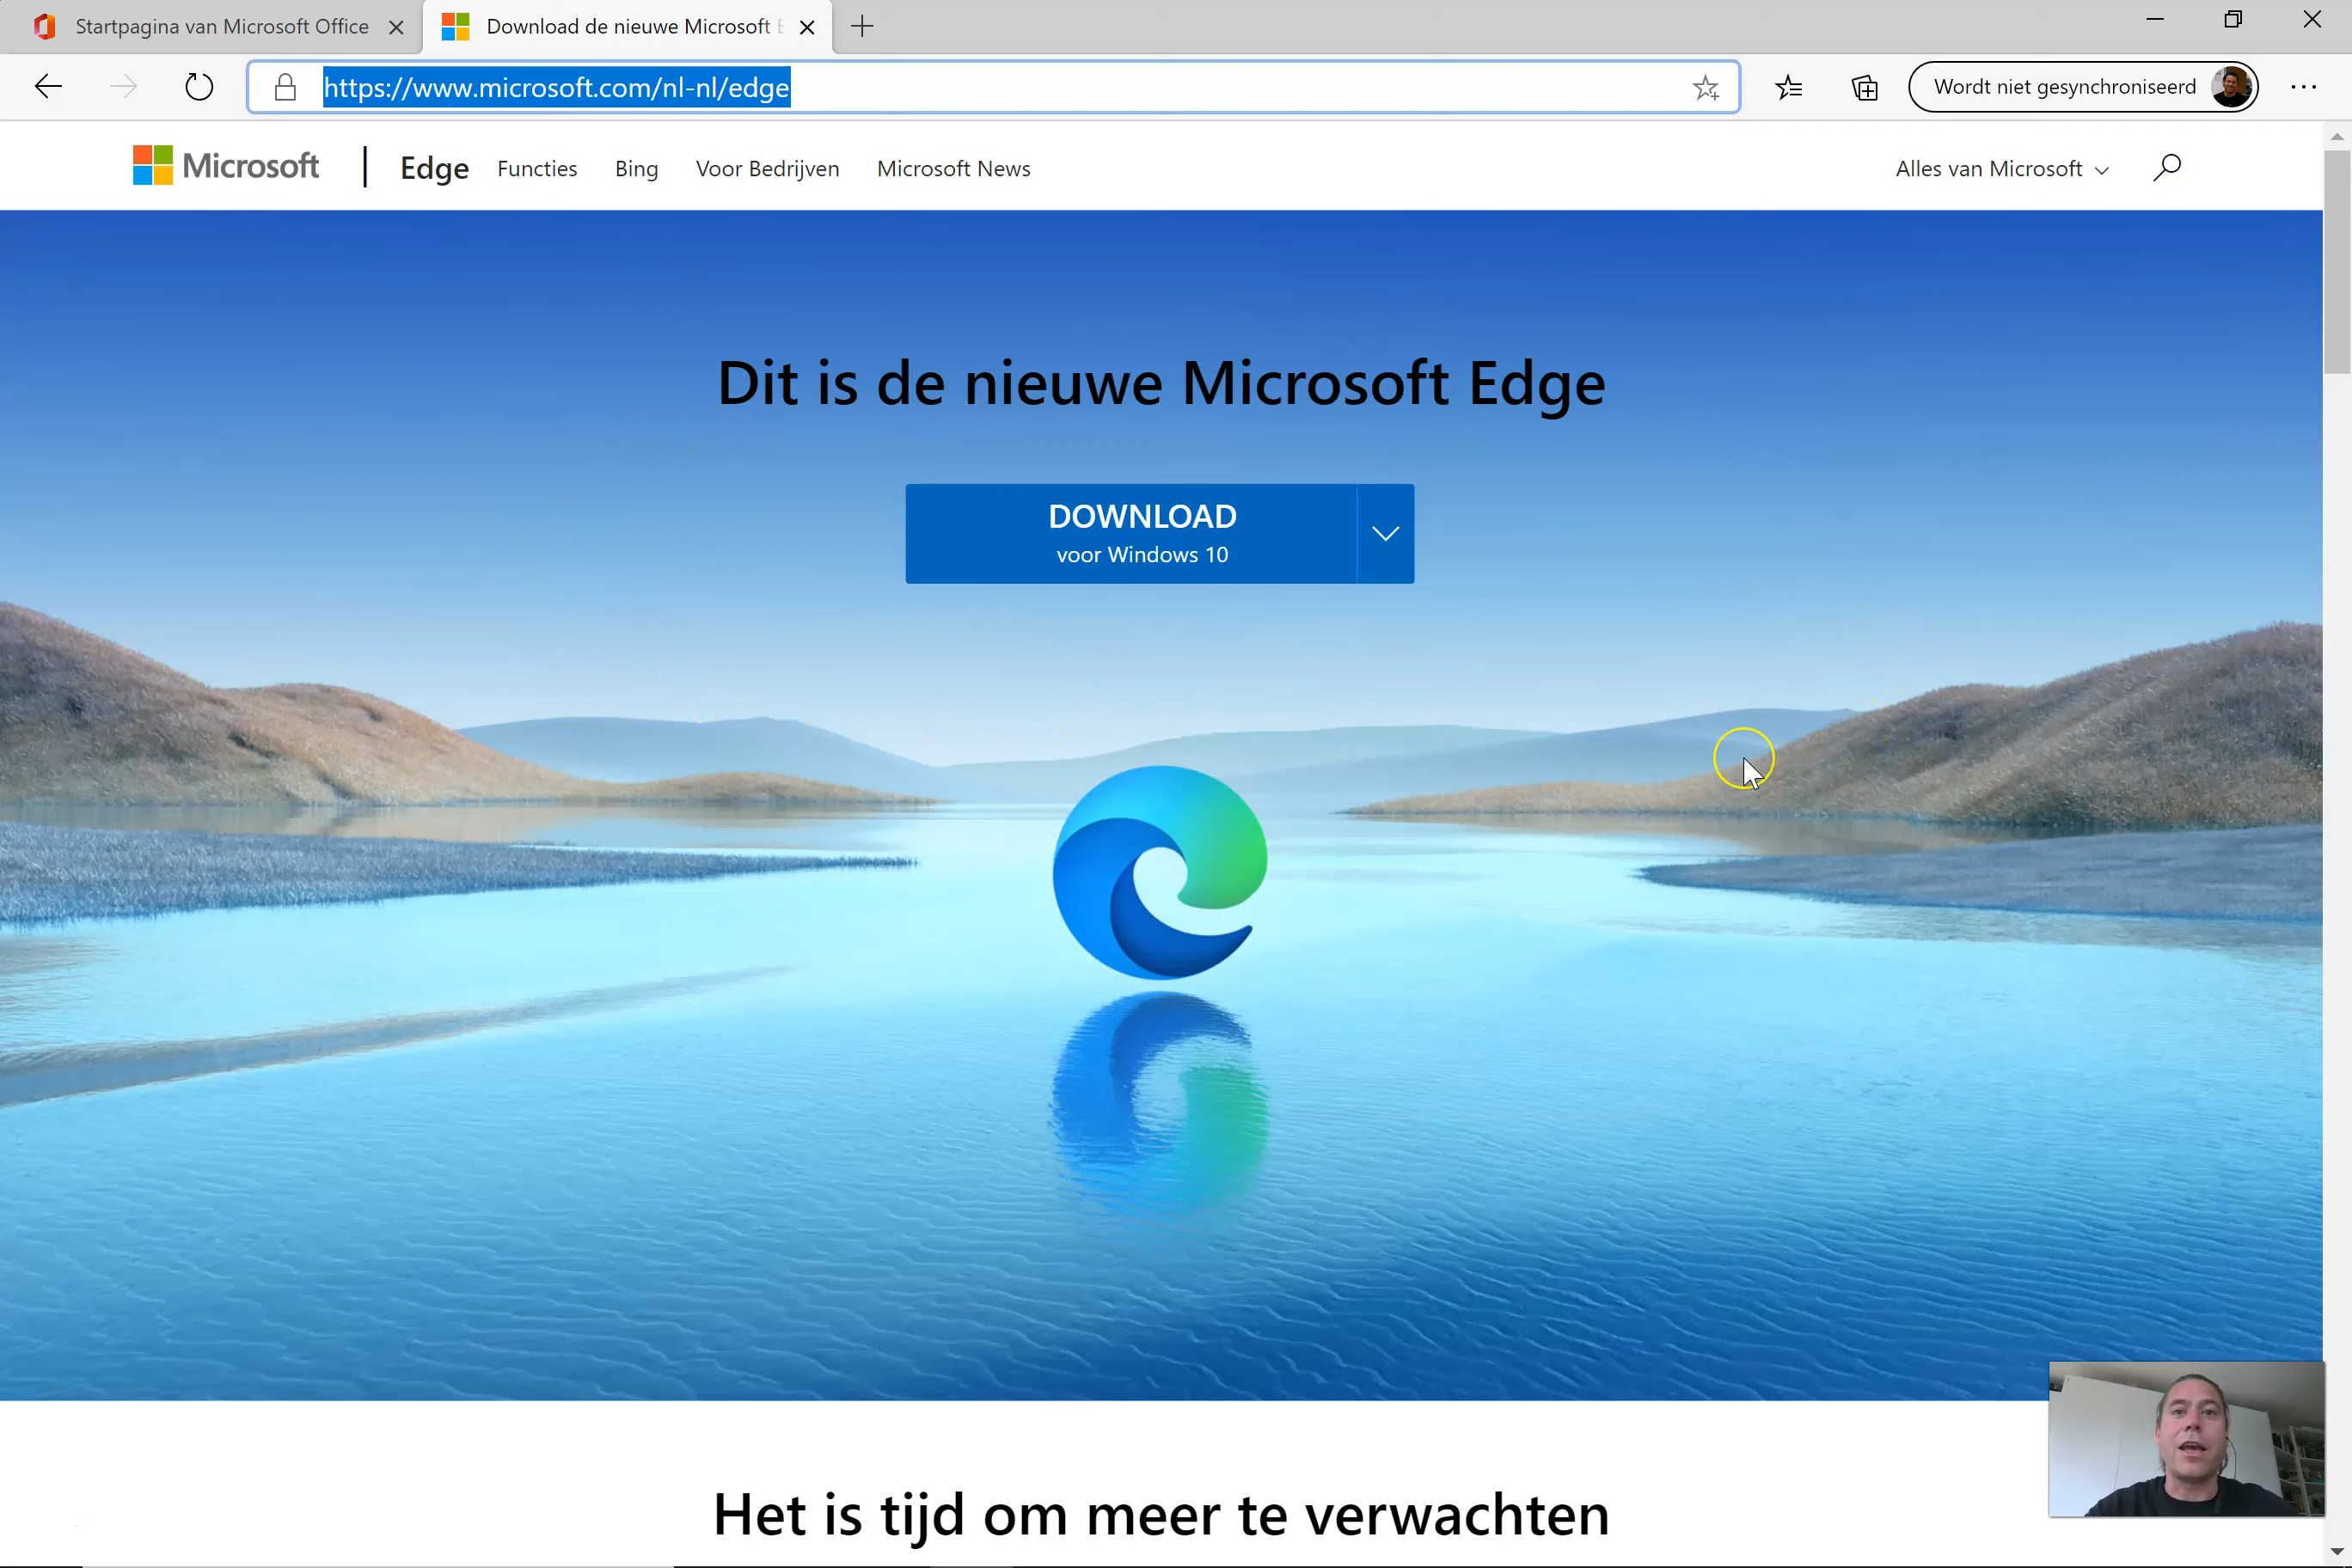 Startpagina van Microsoft Office
Download de nieuwe Microsoft E
https://www.microsoft.com/nl-nl/edge
Wordt niet gesynchroniseerd
Microsoft
Edge
Functies
Bing
Voor Bedrijven
Microsoft News
Alles van Microsoft
Dit is de nieuwe Microsoft Edge
DOWNLOAD
voor Windows 10
Het is tijd om meer te verwachten